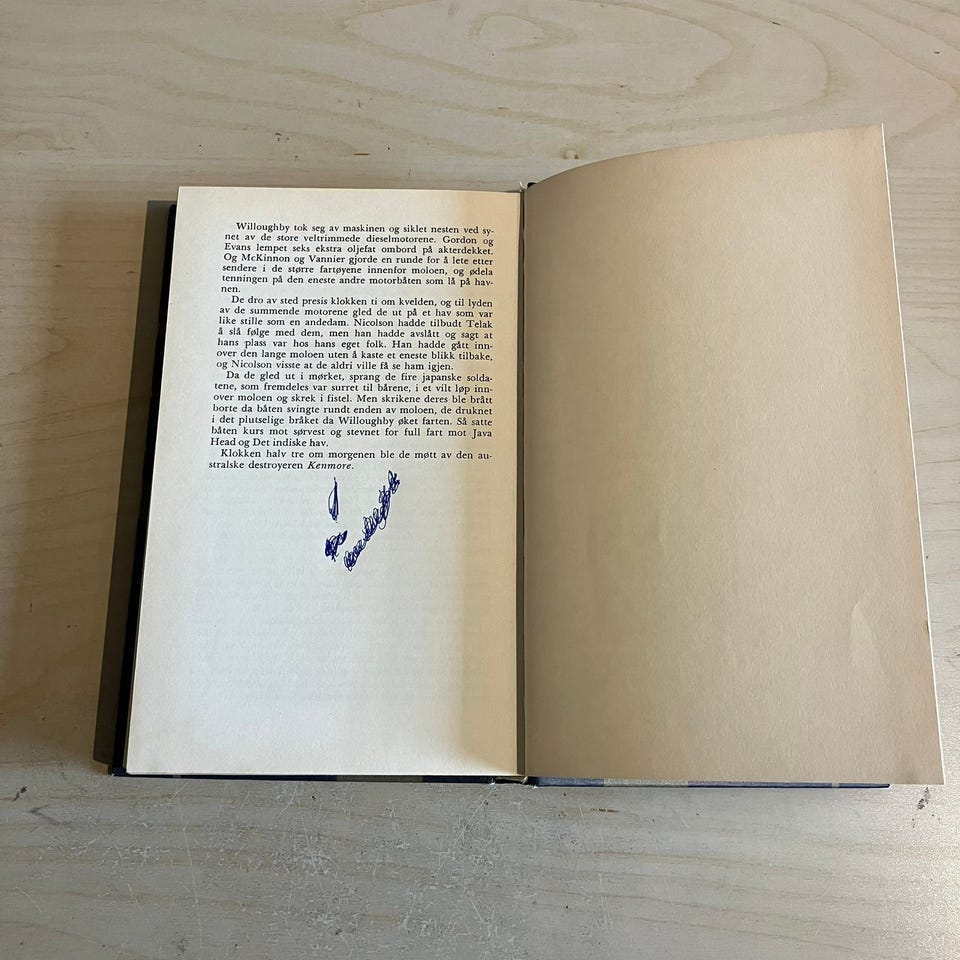 Willoughby tok seg av maskinen og siklet nesten ved sy-
net av de store veltrimmede dieselmotorene. Gordon og
Evans lempet seks ekstra oljefat ombord på akterdekket.
Og McKinnon og Vannier gjorde en runde for å lete etter
sendere i de større fartøyene innenfor moloen, og ødela
tenningen på den eneste andre motorbåten som lå på hav-
nen.
De dro av sted presis klokken ti om kvelden, og til lyden
av de summende motorene gled de ut på et hav som var
like stille som en andedam. Nicolson hadde tilbudt Telak
å slå følge med dem, men han hadde avslått og sagt at
hans plass var hos hans eget folk. Han hadde gått inn-
over den lange moloen uten å kaste et eneste blikk tilbake,
og Nicolson visste at de aldri ville få se ham igjen.
Da de gled ut i mørket, sprang de fire japanske solda-
tene, som fremdeles var surret til bårene, i et vilt løp inn-
over moloen og skrek i fistel. Men skrikene deres ble brått
borte da båten svingte rundt enden av moloen, de druknet
i det plutselige bråket da Willoughby øket farten. Så satte
båten kurs mot sørvest og stevnet for full fart mot Java
Head og Det indiske hav.
Klokken halv tre om morgenen ble de møtt av den au-
stralske destroyeren Kenmore.